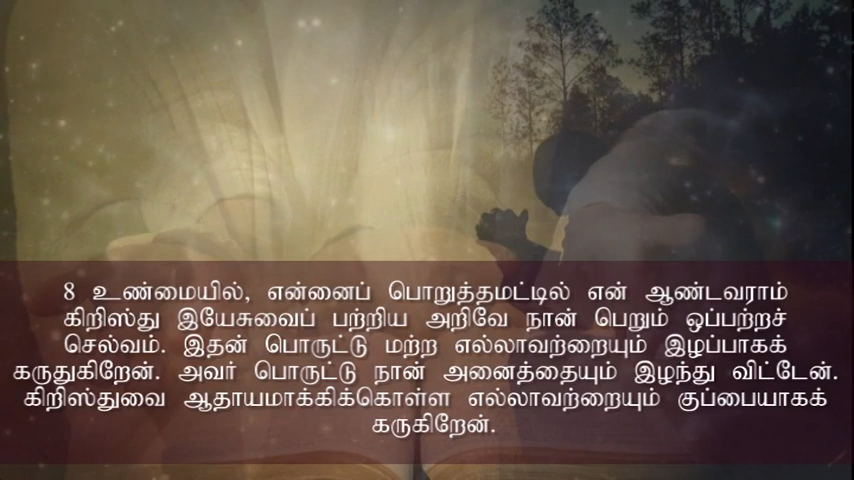 8 உண்மையில், என்னைப் பொறுத்தமட்டில் என் ஆண்டவராம்
கிறிஸ்து இயேசுவைப் பற்றிய அறிவே நான் பெறும் ஒப்பற்றச்
செல்வம். இதன் பொருட்டு மற்ற எல்லாவற்றையும் இழப்பாகக்
கருதுகிறேன். அவர் பொருட்டு நான் அனைத்தையும் இழந்து விட்டேன்.
கிறிஸ்துவை ஆதாயமாக்கிக்கொள்ள எல்லாவற்றையும் குப்பையாகக்
கருகிறேன்.